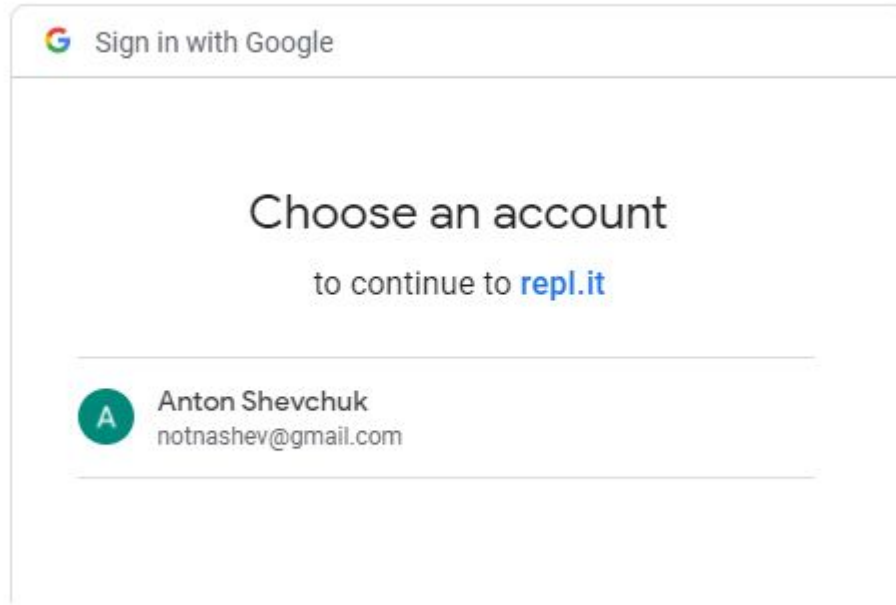 Sign in with Google
Choose an account
to continue to repl.it
A
Anton Shevchuk
notnashev@gmail.com